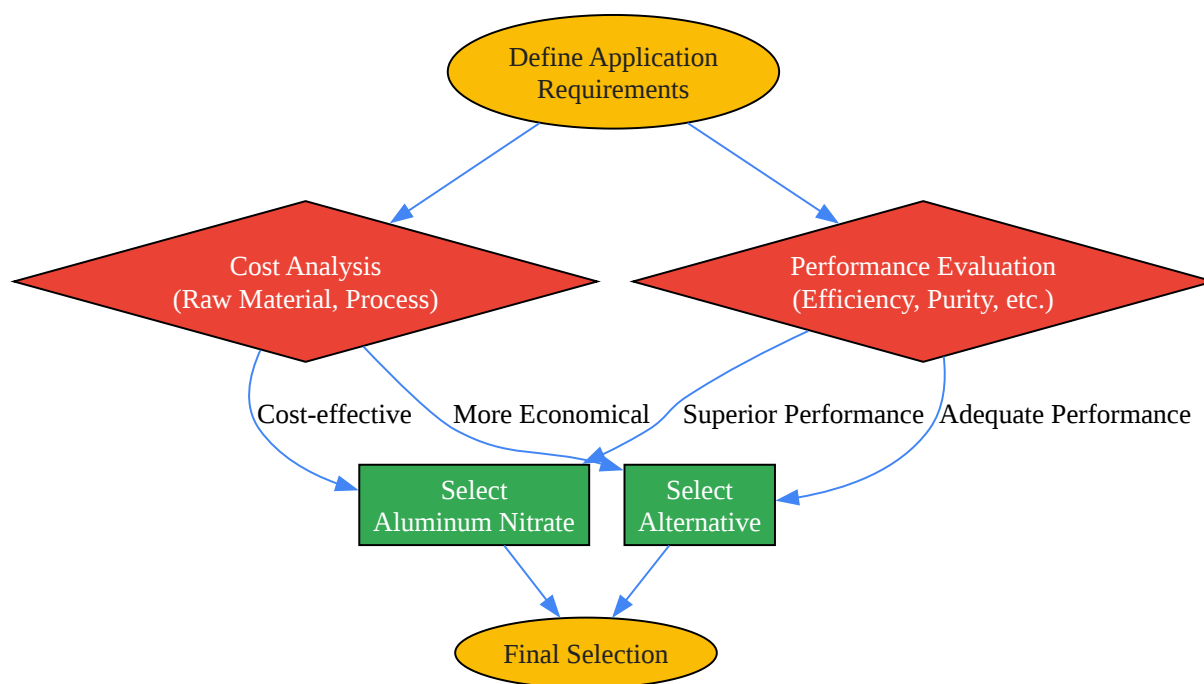 Define Application
Requirements
Cost Analysis
(Raw Material, Process)
Performance Evaluation
(Efficiency, Purity, etc.)
Cost-effective
More Economical
Superior Performance
Adequate Performance
Select
Aluminum Nitrate
Select
Alternative
Final Selection